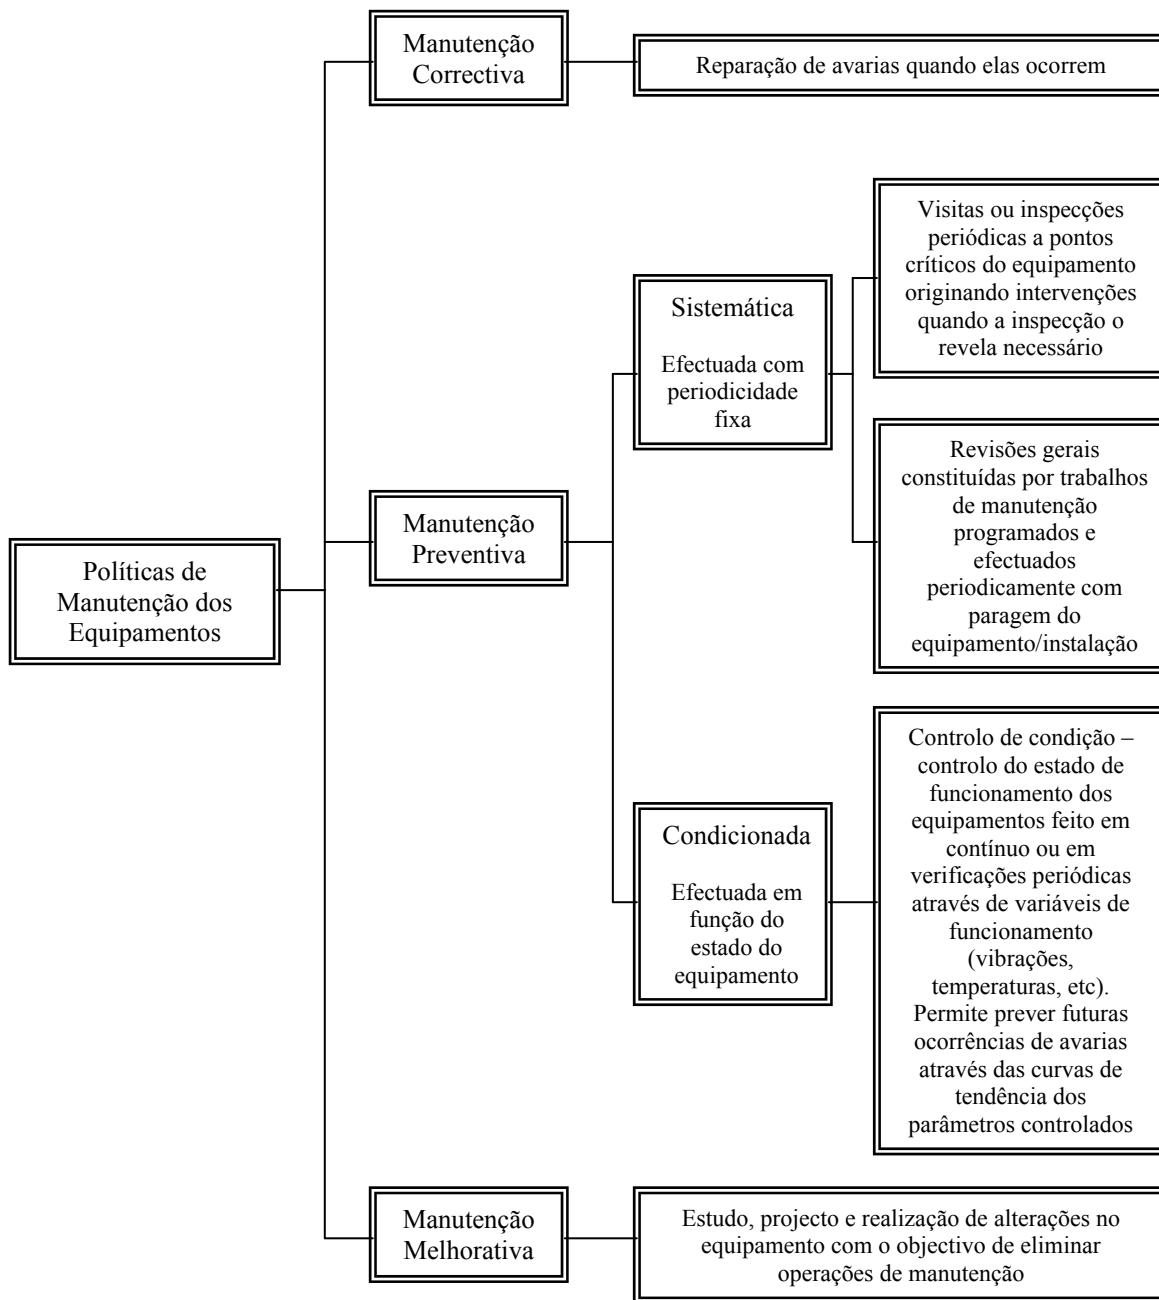 Manutenção
Correctiva
Reparação de avarias quando elas ocorrem
Visitas ou inspecções
periódicas a pontos
críticos do equipamento
originando intervenções
quando a inspecção o
revela necessário
Sistemática
Efectuada com
periodicidade
fixa
Revisões gerais
constituídas por trabalhos
de manutenção
programados e
efectuados
periodicamente com
paragem do
equipamento/instalação
Manutenção
Preventiva
Políticas de
Manutenção dos
Equipamentos
Controlo de condição –
controlo do estado de
funcionamento dos
equipamentos feito em
contínuo ou em
verificações periódicas
através de variáveis de
funcionamento
(vibrações,
temperaturas, etc).
Permite prever futuras
ocorrências de avarias
através das curvas de
tendência dos
parâmetros controlados
Condicionada
Efectuada em
função do
estado do
equipamento
Manutenção
Melhorativa
Estudo, projecto e realização de alterações no
equipamento com o objectivo de eliminar
operações de manutenção